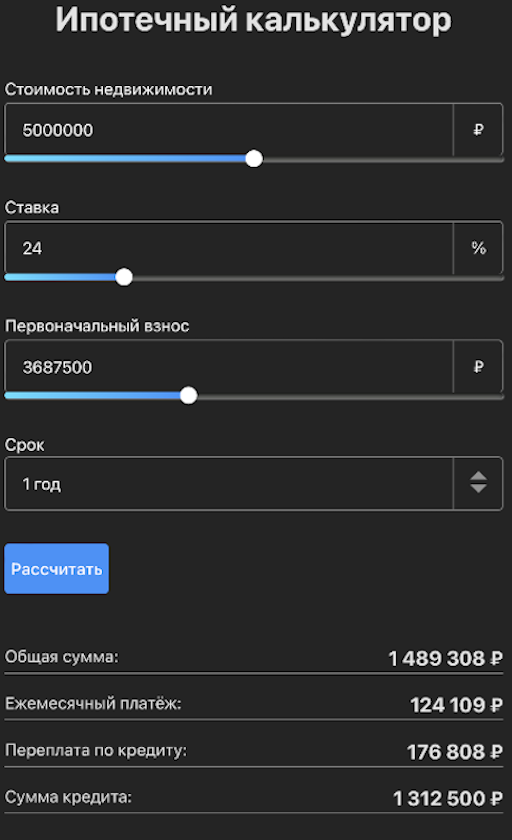 Ипотечный калькулятор
Стоимость недвижимости
5000000 ₽
Ставка
24 %
Первоначальный взнос
3687500 ₽
Срок
1 год
Рассчитать
Общая сумма: 1 489 308 ₽
Ежемесячный платёж: 124 109 ₽
Переплата по кредиту: 176 808 ₽
Сумма кредита: 1 312 500 ₽